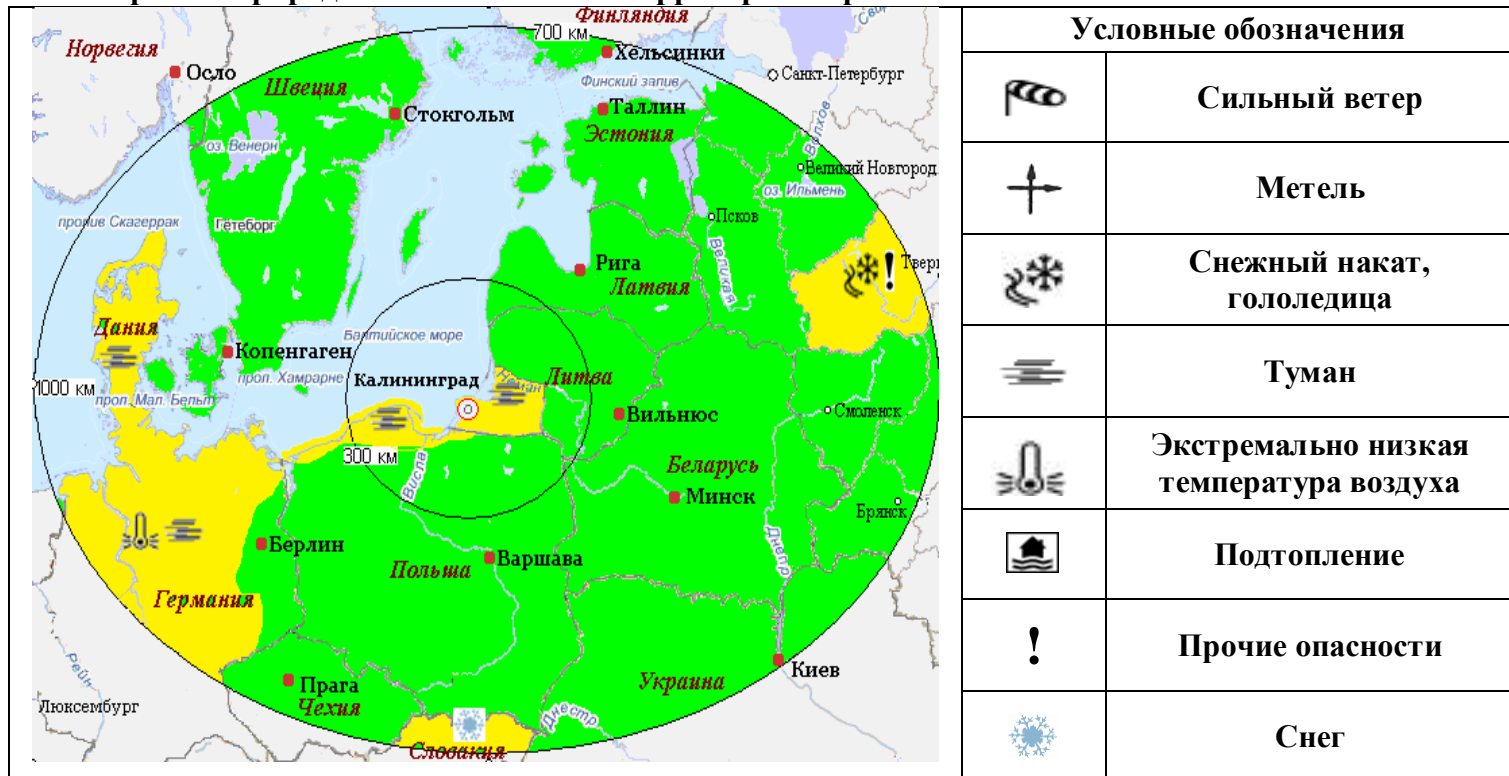 Финляндия
Норвегия
700 км
Хельсинки
Осло
Санкт-Петербург
Швеция
Финский залив
Стокгольм
Таллин
Эстония
Волхов
оз. Венерн
Великий Новгород
оз. Ильмень
пролив Скагеррак
Гётеборг
Псков
Великая
Рига
Латвия
Дания
Балтийское море
Копенгаген
1000 км
проп. Хамрарне
Калининград
Литва
проп. Мал. Бельт
Смоленск
Вильнюс
300 км
Висла
Беларусь
Минск
Брянск
Днепр
Берлин
Варшава
Польша
Германия
Рейн
Прага
Чехия
Украина
Киев
Люксембург
Днестр
Словакия
Условные обозначения
Сильный ветер
Метель
Снежный накат,
гололедица
!
Туман
Экстремально низкая
температура воздуха
Подтопление
!
Прочие опасности
Снег